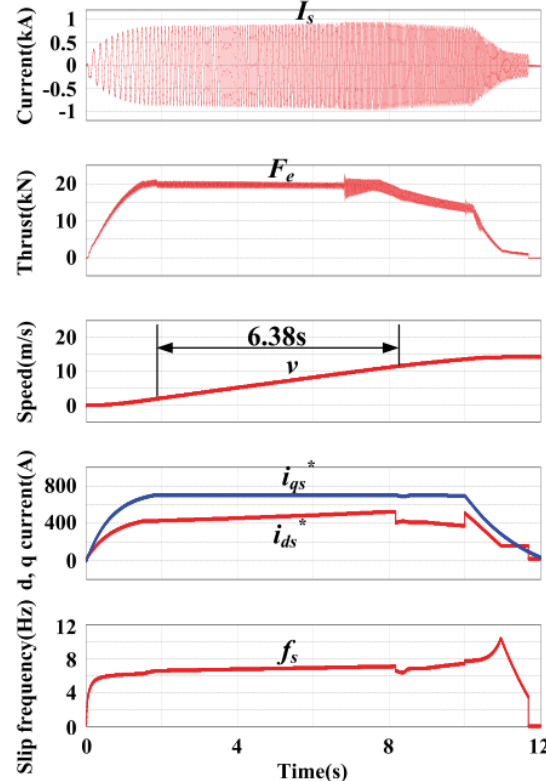 I_s
Current(kA)
1
0.5
0
-0.5
-1
F_e
Thrust(kN)
20
10
0
6.38s
v
Speed(m/s)
20
10
0
i_qs*
i_ds*
d, q current(A)
800
400
0
f_s
Slip frequency(Hz)
12
8
4
0
0 4 8 12
Time(s)